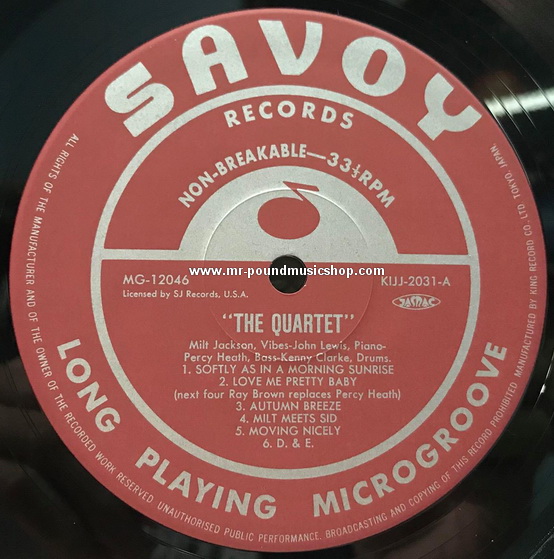 SAVOY
RECORDS
NON-BREAKABLE—33⅓RPM
www.mr-poundmusicshop.com
MG-12046
KIJJ-2031-A
Licensed by SJ Records, U.S.A.
JASRAC
"THE QUARTET"
Milt Jackson, Vibes-John Lewis, Piano-
Percy Heath, Bass-Kenny Clarke, Drums.
1. SOFTLY AS IN A MORNING SUNRISE
2. LOVE ME PRETTY BABY
(next four Ray Brown replaces Percy Heath)
3. AUTUMN BREEZE
4. MILT MEETS SID
5. MOVING NICELY
6. D. & E.
LONG PLAYING MICROGROOVE
ALL RIGHTS OF THE MANUFACTURER AND OF THE OWNER OF THE RECORDED WORK RESERVED UNAUTHORISED PUBLIC PERFORMANCE. BROADCASTING AND COPYING OF THIS RECORD PROHIBITED MANUFACTURED BY KING RECORD CO., LTD. TOKYO, JAPAN.